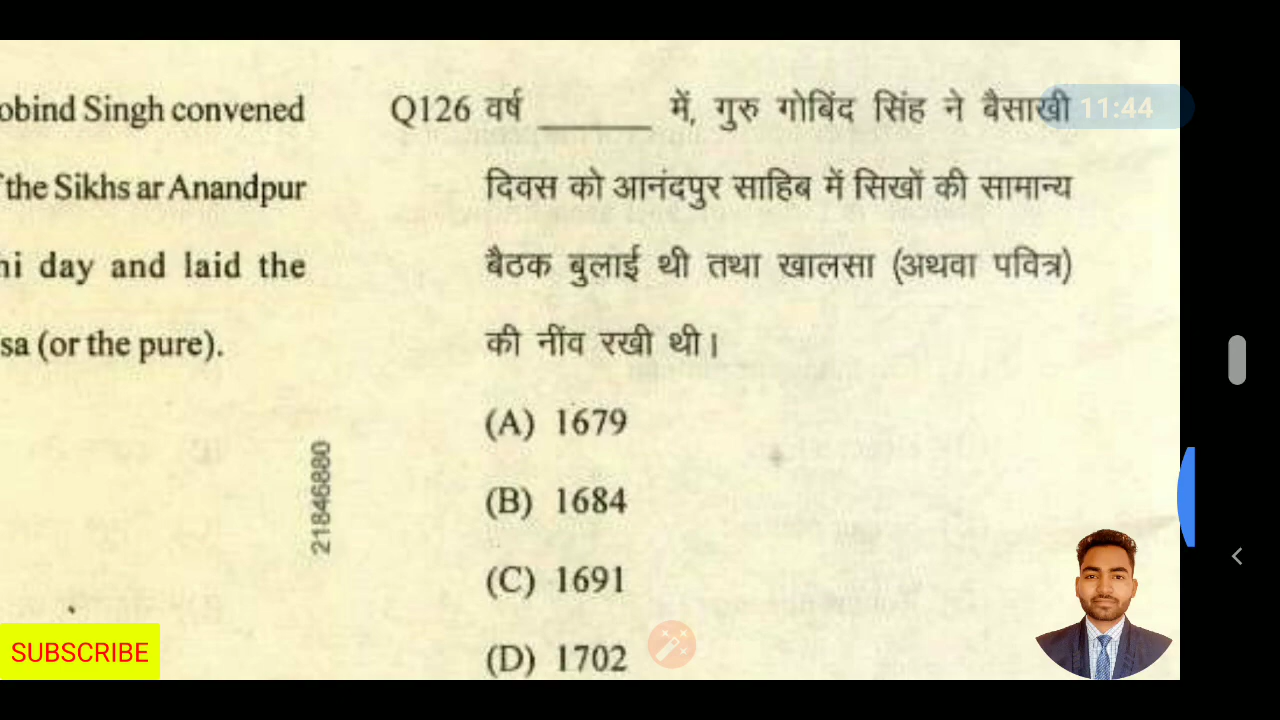 obind Singh convened
the Sikhs ar Anandpur
hi day and laid the
sa (or the pure).
21846880
Q126 वर्ष ______ में, गुरु गोबिंद सिंह ने बैसाखी
दिवस को आनंदपुर साहिब में सिखों की सामान्य
बैठक बुलाई थी तथा खालसा (अथवा पवित्र)
की नींव रखी थी।
(A) 1679
(B) 1684
(C) 1691
(D) 1702
11:44
SUBSCRIBE